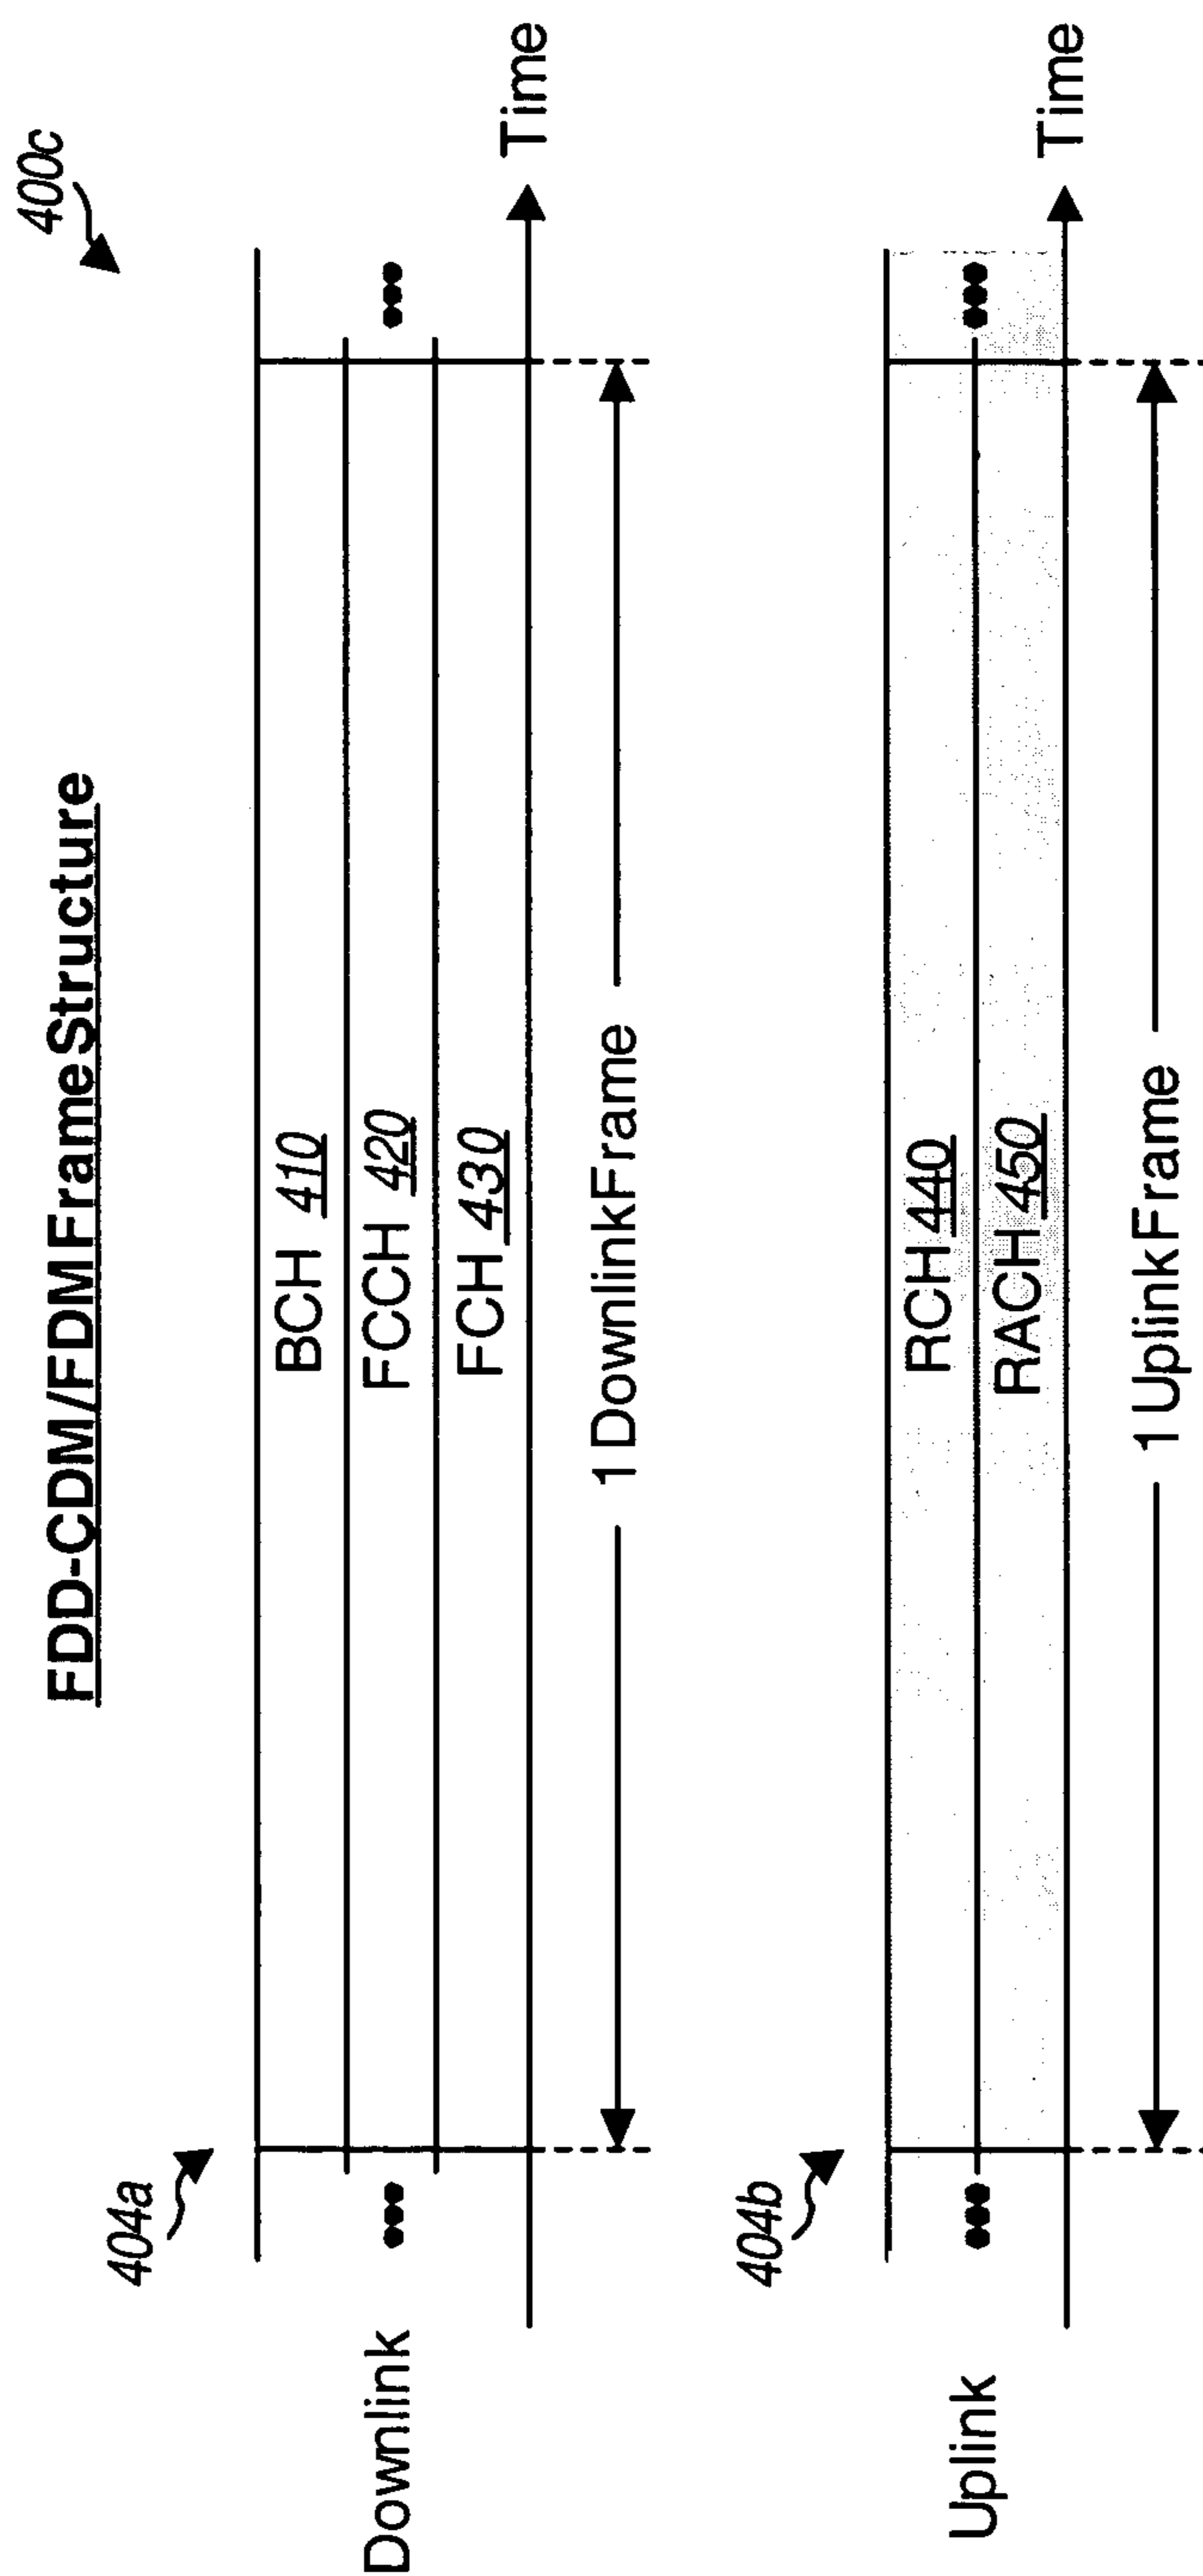 FDD-CDM/FDM Frame Structure
400c
404a
Downlink
BCH 410
FCCH 420
FCH 430
Time
1 Downlink Frame
404b
Uplink
RCH 440
RACH 450
Time
1 Uplink Frame